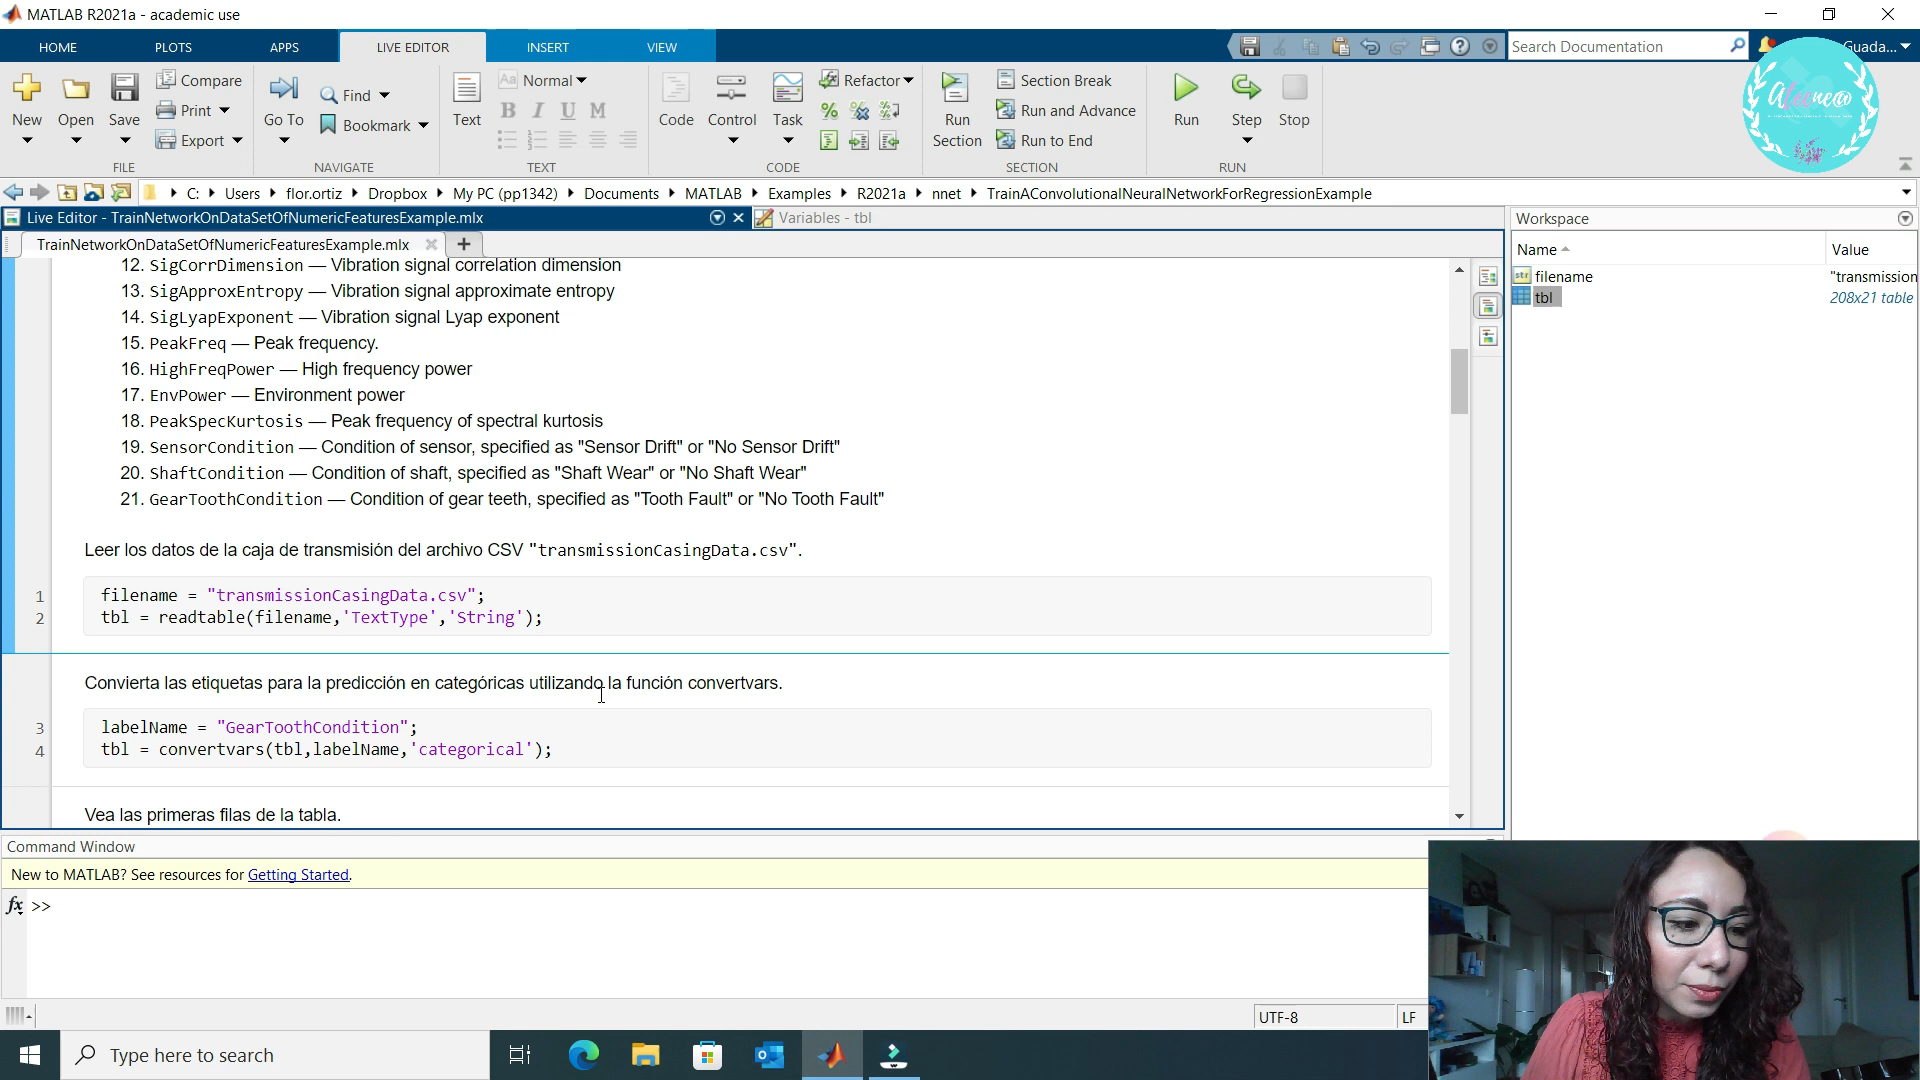 MATLAB R2021a - academic use
HOME PLOTS APPS LIVE EDITOR INSERT VIEW
Search Documentation
Guada...
New
Open
Save
Compare
Print
Export
FILE
Go To
Find
Bookmark
NAVIGATE
Text
Aa Normal
B I U M
TEXT
Code
Control
Task
Refactor
CODE
Run Section
Section Break
Run and Advance
Run to End
SECTION
Run
Step
Stop
RUN
C: Users flor.ortiz Dropbox My PC (pp1342) Documents MATLAB Examples R2021a nnet TrainAConvolutionalNeuralNetworkForRegressionExample
Live Editor - TrainNetworkOnDataSetOfNumericFeaturesExample.mlx
Variables - tbl
TrainNetworkOnDataSetOfNumericFeaturesExample.mlx
12. SigCorrDimension — Vibration signal correlation dimension
13. SigApproxEntropy — Vibration signal approximate entropy
14. SigLyapExponent — Vibration signal Lyap exponent
15. PeakFreq — Peak frequency.
16. HighFreqPower — High frequency power
17. EnvPower — Environment power
18. PeakSpecKurtosis — Peak frequency of spectral kurtosis
19. SensorCondition — Condition of sensor, specified as "Sensor Drift" or "No Sensor Drift"
20. ShaftCondition — Condition of shaft, specified as "Shaft Wear" or "No Shaft Wear"
21. GearToothCondition — Condition of gear teeth, specified as "Tooth Fault" or "No Tooth Fault"
Leer los datos de la caja de transmisión del archivo CSV "transmissionCasingData.csv".
1 filename = "transmissionCasingData.csv";
2 tbl = readtable(filename,'TextType','String');
Convierta las etiquetas para la predicción en categóricas utilizando la función convertvars.
3 labelName = "GearToothCondition";
4 tbl = convertvars(tbl,labelName,'categorical');
Vea las primeras filas de la tabla.
Workspace
Name Value
filename "transmission
tbl 208x21 table
Command Window
New to MATLAB? See resources for Getting Started.
fx >>
UTF-8 LF
Type here to search